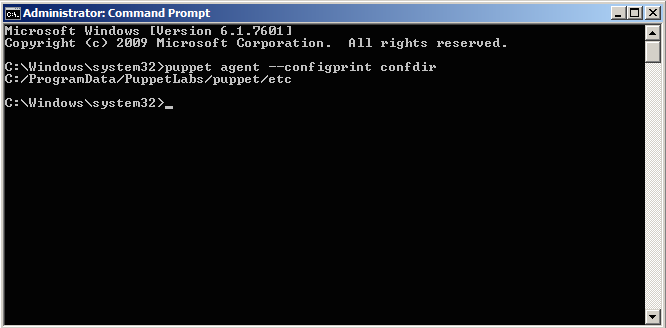 Administrator: Command Prompt
Microsoft Windows [Version 6.1.7601]
Copyright (c) 2009 Microsoft Corporation.  All rights reserved.
C:\Windows\system32>puppet agent --configprint confdir
C:/ProgramData/PuppetLabs/puppet/etc
C:\Windows\system32>_